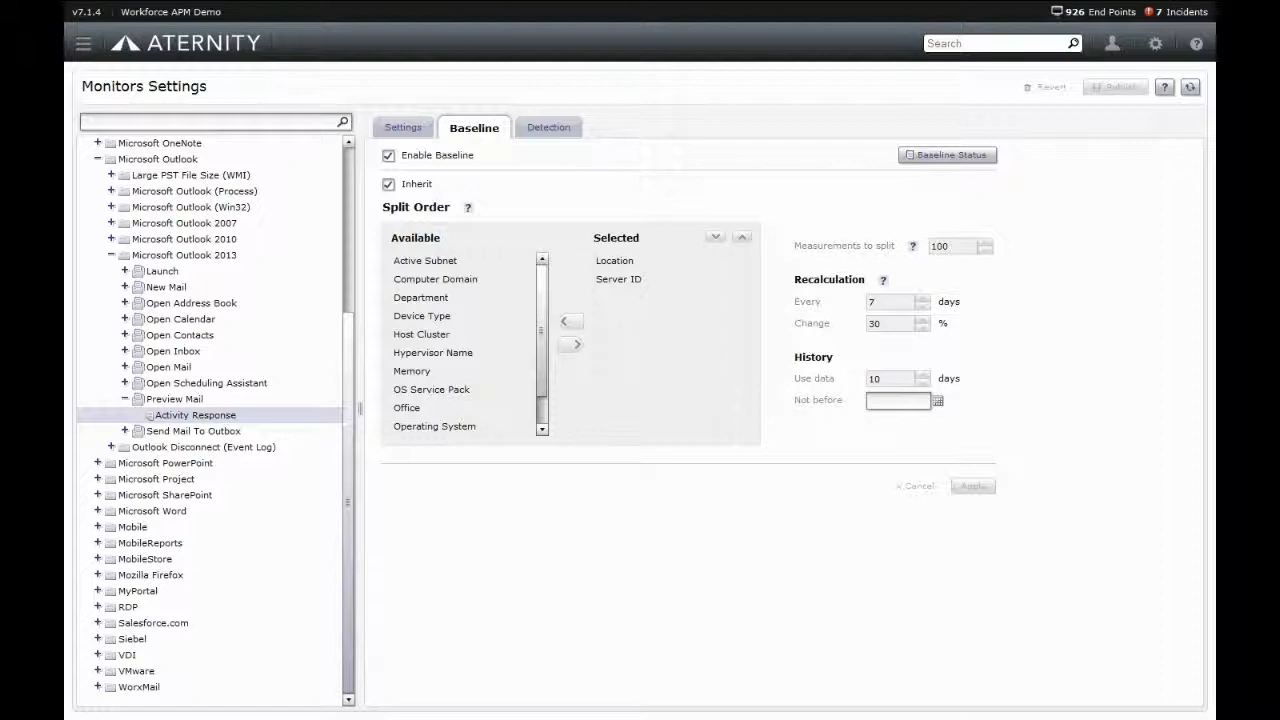 v7.1.4 Workforce APM Demo 926 End Points 7 Incidents
ATERNITY Search
Monitors Settings Revert Publish ?
Settings Baseline Detection
Enable Baseline Baseline Status
Inherit
Split Order ?
Available Selected
Active Subnet
Computer Domain
Department
Device Type
Host Cluster
Hypervisor Name
Memory
OS Service Pack
Office
Operating System
Location
Server ID
Measurements to split ? 100
Recalculation ?
Every 7 days
Change 30 %
History
Use data 10 days
Not before
Cancel Apply
Microsoft OneNote
Microsoft Outlook
Large PST File Size (WMI)
Microsoft Outlook (Process)
Microsoft Outlook (Win32)
Microsoft Outlook 2007
Microsoft Outlook 2010
Microsoft Outlook 2013
Launch
New Mail
Open Address Book
Open Calendar
Open Contacts
Open Inbox
Open Mail
Open Scheduling Assistant
Preview Mail
Activity Response
Send Mail To Outbox
Outlook Disconnect (Event Log)
Microsoft PowerPoint
Microsoft Project
Microsoft SharePoint
Microsoft Word
Mobile
MobileReports
MobileStore
Mozilla Firefox
MyPortal
RDP
Salesforce.com
Siebel
VDI
VMware
WorxMail